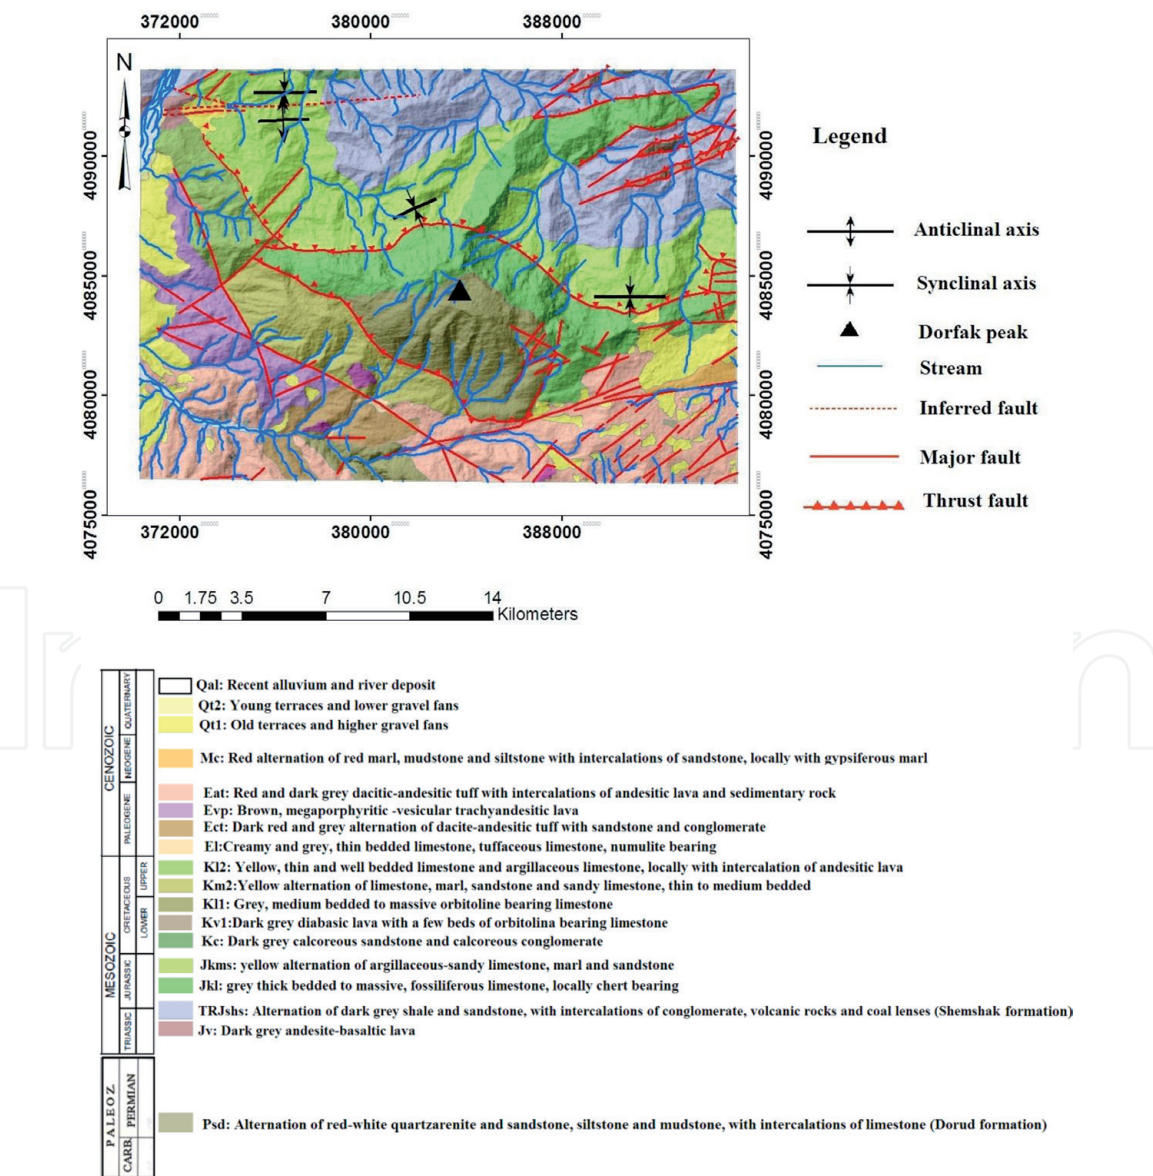 372000 380000 388000
N
4090000
4085000
4080000
4075000
4090000
4085000
4080000
4075000
372000 380000 388000
Legend
Anticlinal axis
Synclinal axis
Dorfak peak
Stream
Inferred fault
Major fault
Thrust fault
0 1.75 3.5 7 10.5 14
Kilometers
CENOZOIC
QUATERNARY
NEOGENE
PALEOGENE
Qal: Recent alluvium and river deposit
Qt2: Young terraces and lower gravel fans
Qt1: Old terraces and higher gravel fans
Mc: Red alternation of red marl, mudstone and siltstone with intercalations of sandstone, locally with gypsiferous marl
Eat: Red and dark grey dacitic-andesitic tuff with intercalations of andesitic lava and sedimentary rock
Evp: Brown, megaporphyritic -vesicular trachyandesitic lava
Ect: Dark red and grey alternation of dacite-andesitic tuff with sandstone and conglomerate
El:Creamy and grey, thin bedded limestone, tuffaceous limestone, numulite bearing
MESOZOIC
CRETACEOUS
UPPER
LOWER
JURASSIC
TRIASSIC
Kl2: Yellow, thin and well bedded limestone and argillaceous limestone, locally with intercalation of andesitic lava
Km2:Yellow alternation of limestone, marl, sandstone and sandy limestone, thin to medium bedded
Kl1: Grey, medium bedded to massive orbitoline bearing limestone
Kv1:Dark grey diabasic lava with a few beds of orbitolina bearing limestone
Kc: Dark grey calcoreous sandstone and calcoreous conglomerate
Jkms: yellow alternation of argillaceous-sandy limestone, marl and sandstone
Jkl: grey thick bedded to massive, fossiliferous limestone, locally chert bearing
TRJshs: Alternation of dark grey shale and sandstone, with intercalations of conglomerate, volcanic rocks and coal lenses (Shemshak formation)
Jv: Dark grey andesite-basaltic lava
PALEOZ.
PERMIAN
CARB.
Psd: Alternation of red-white quartzarenite and sandstone, siltstone and mudstone, with intercalations of limestone (Dorud formation)